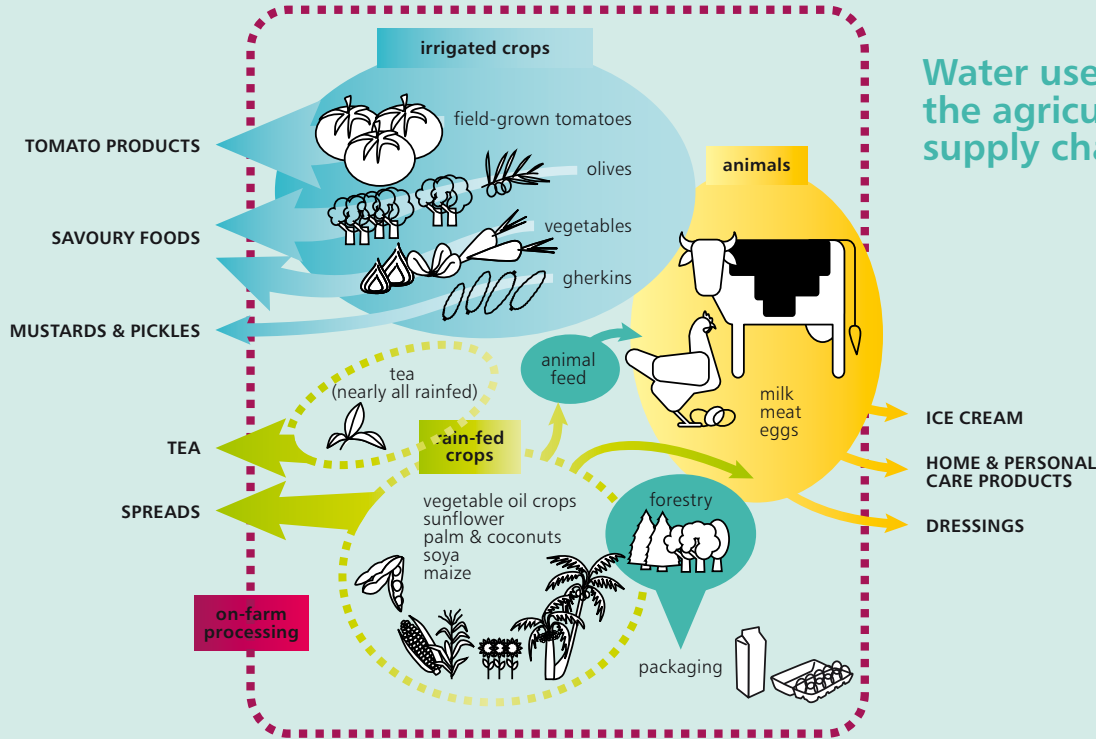 Water use
the agricu
supply cha
irrigated crops
field-grown tomatoes
olives
vegetables
gherkins
TOMATO PRODUCTS
SAVOURY FOODS
MUSTARDS & PICKLES
animals
milk
meat
eggs
animal
feed
tea
(nearly all rainfed)
rain-fed
crops
TEA
SPREADS
vegetable oil crops
sunflower
palm & coconuts
soya
maize
forestry
packaging
ICE CREAM
HOME & PERSONAL
CARE PRODUCTS
DRESSINGS
on-farm
processing